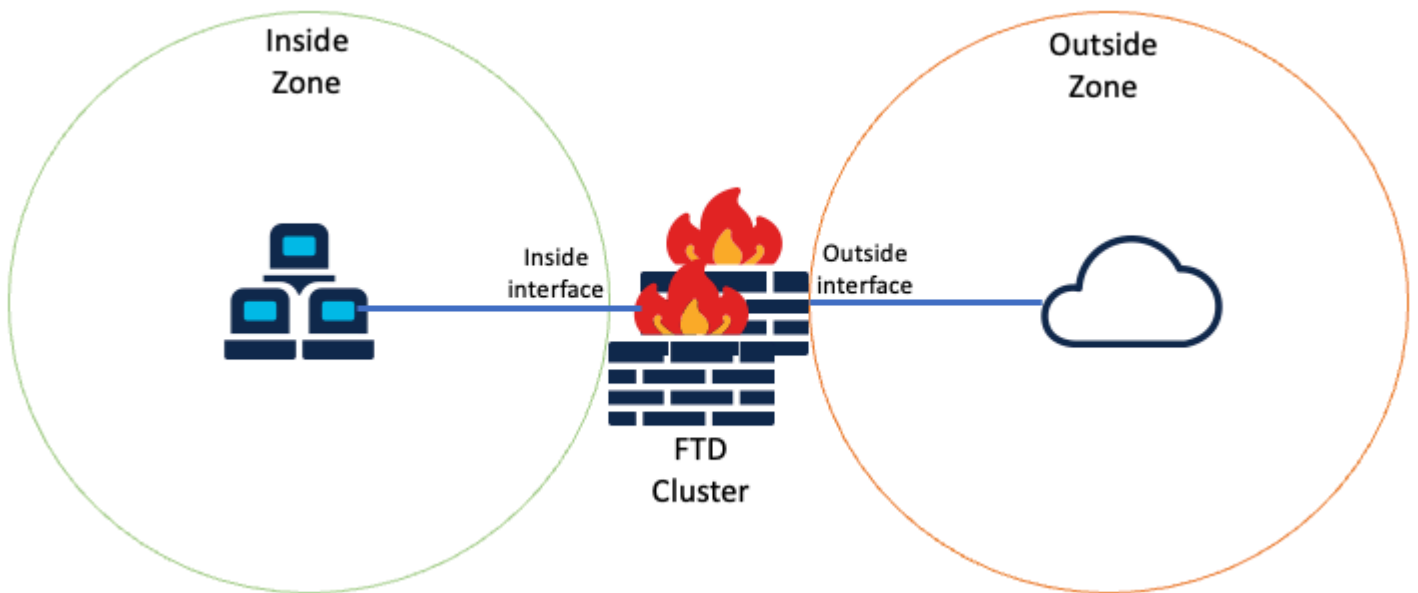 Inside
Zone
Outside
Zone
Inside
interface
Outside
interface
FTD
Cluster